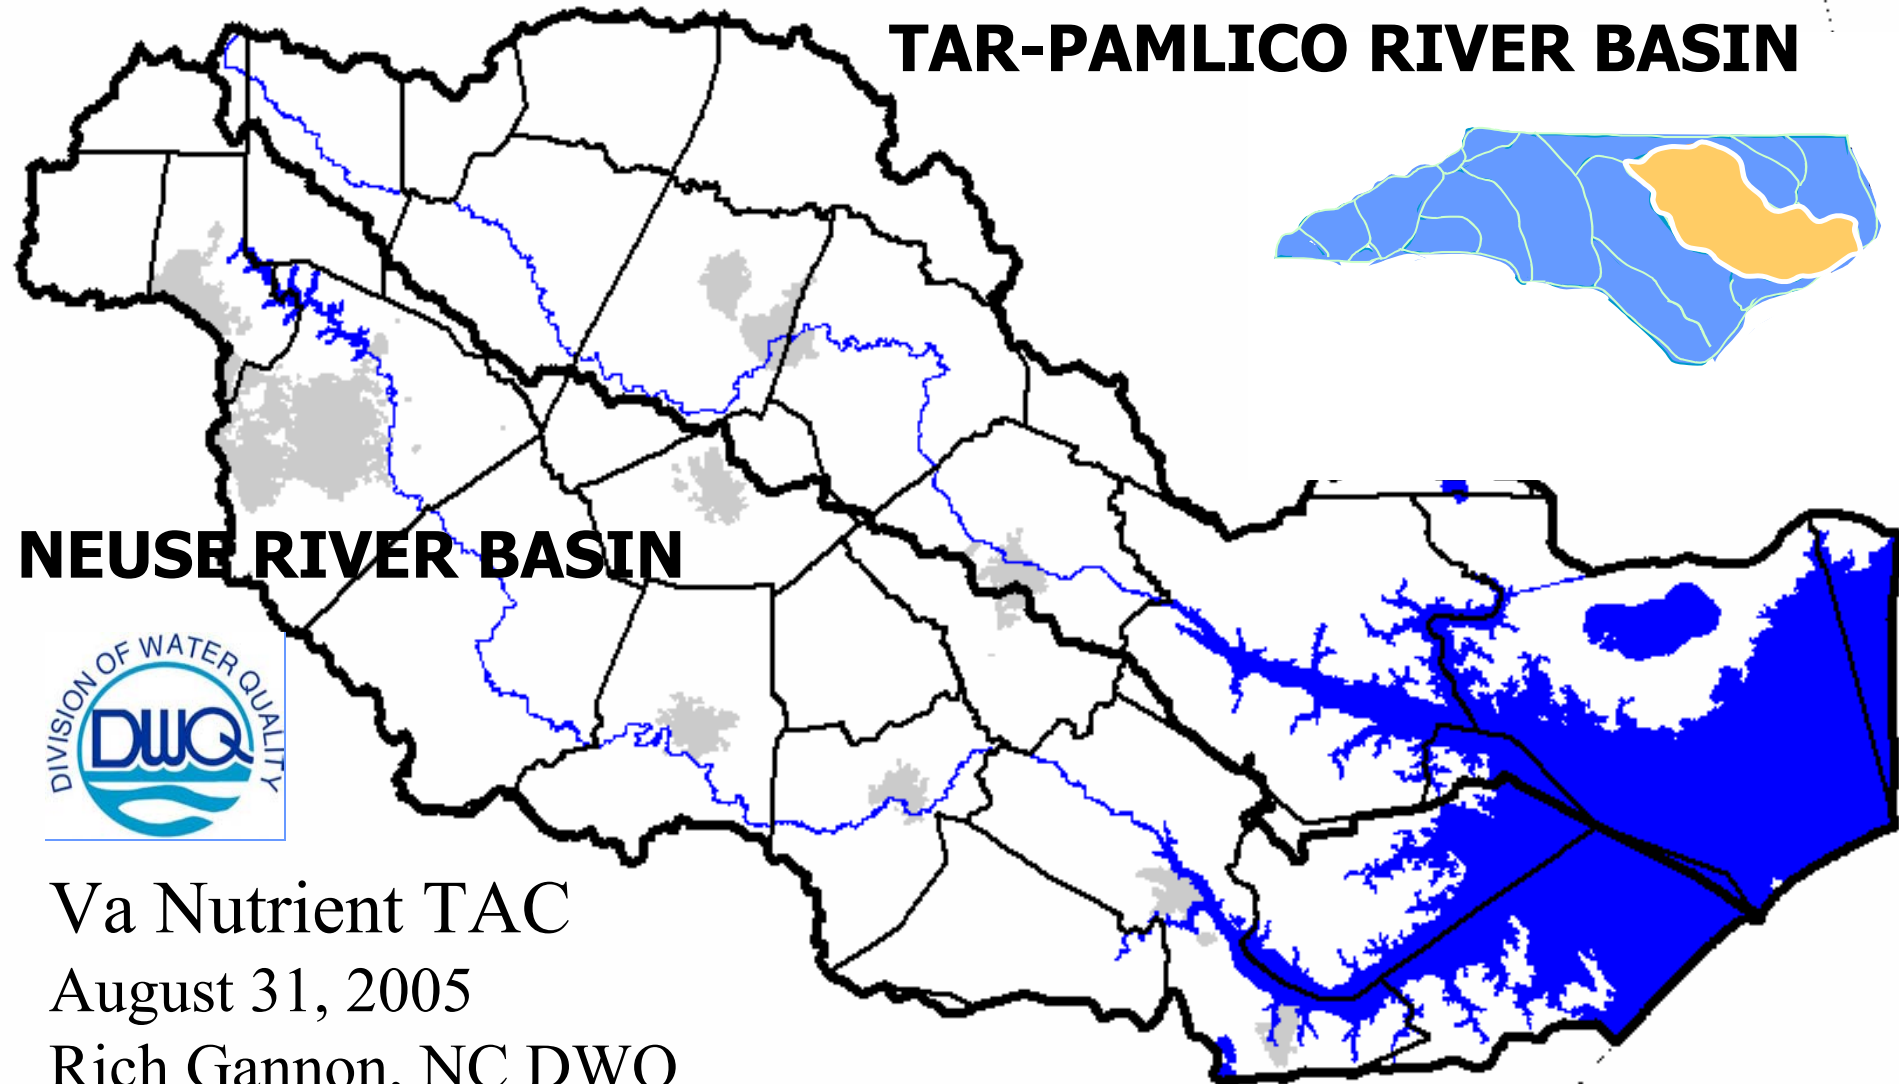 TAR-PAMLICO RIVER BASIN
NEUSE RIVER BASIN
DIVISION OF WATER QUALITY
DWQ
Va Nutrient TAC
August 31, 2005
Rich Gannon, NC DWQ